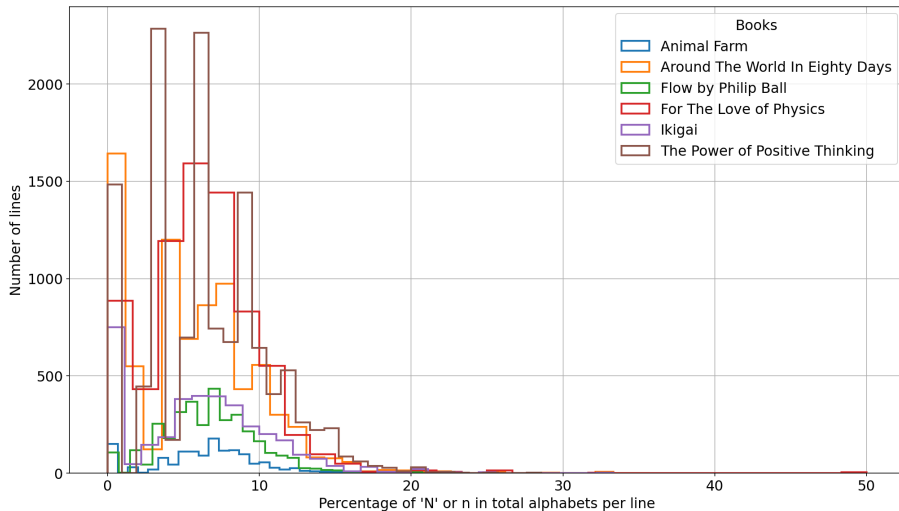 Books
Animal Farm
Around The World In Eighty Days
Flow by Philip Ball
For The Love of Physics
Ikigai
The Power of Positive Thinking
Number of lines
2000
1500
1000
500
0
0 10 20 30 40 50
Percentage of 'N' or n in total alphabets per line